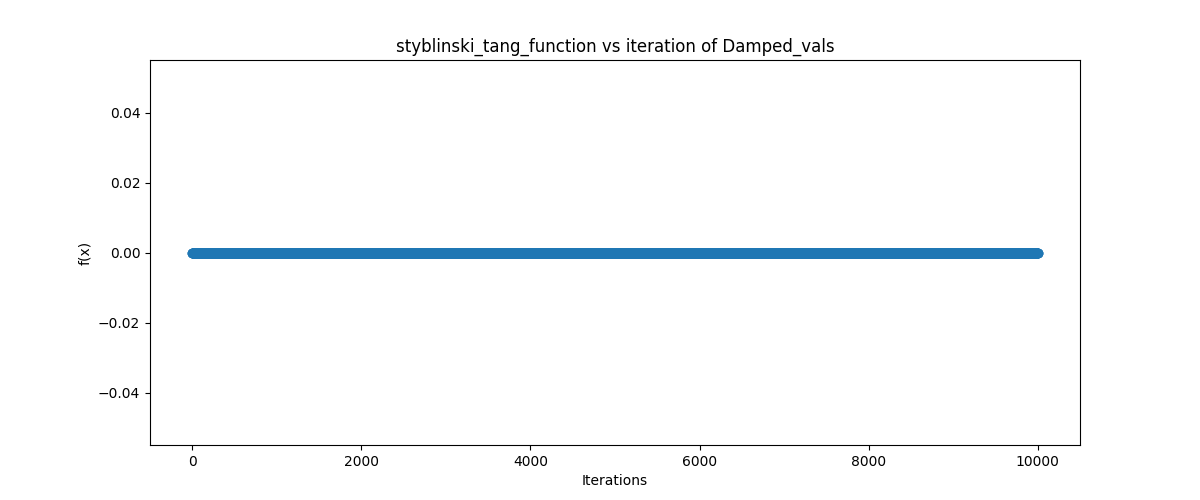 styblinski_tang_function vs iteration of Damped_vals
0.04
0.02
0.00
−0.02
−0.04
f(x)
0 2000 4000 6000 8000 10000
Iterations